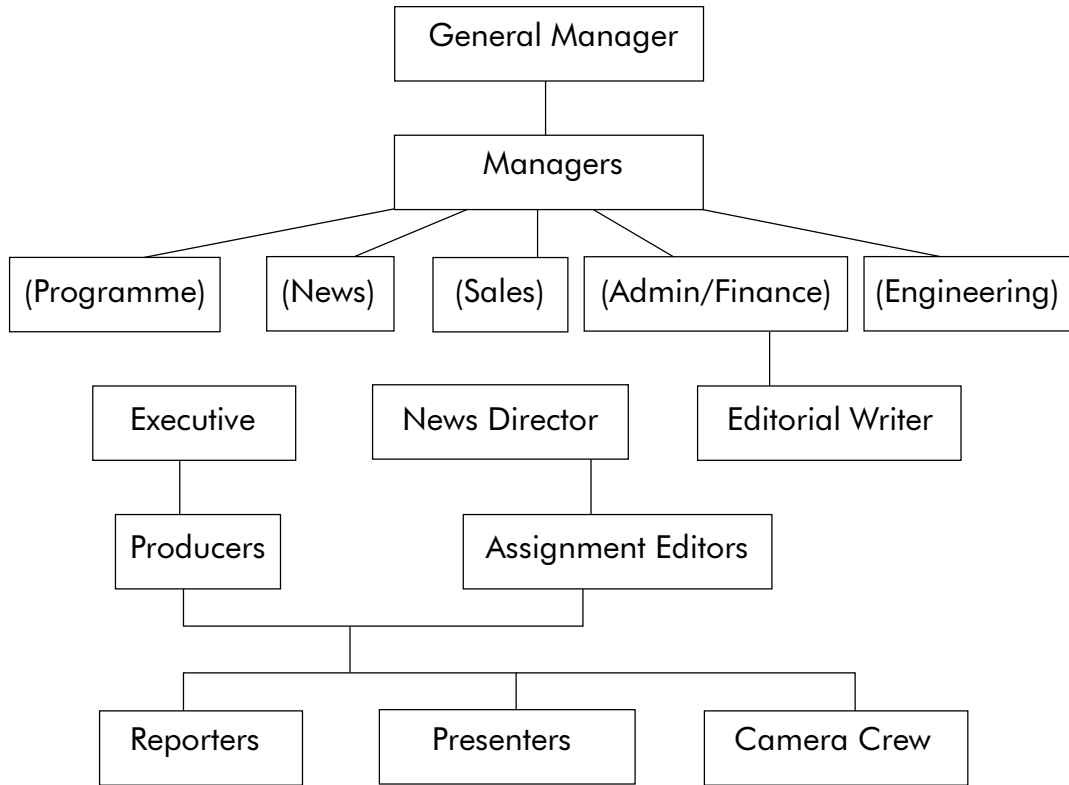 General Manager
Managers
(Programme)
(News)
(Sales)
(Admin/Finance)
(Engineering)
Executive
News Director
Editorial Writer
Producers
Assignment Editors
Reporters
Presenters
Camera Crew